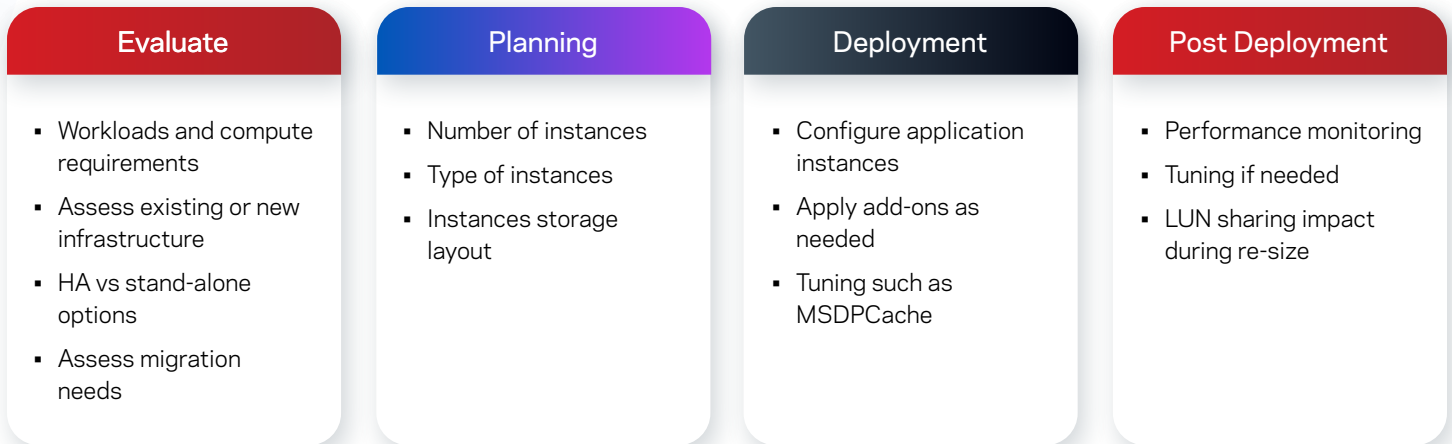 Evaluate
▪ Workloads and compute
requirements
▪ Assess existing or new
infrastructure
▪ HA vs stand-alone
options
▪ Assess migration
needs
Planning
▪ Number of instances
▪ Type of instances
▪ Instances storage
layout
Deployment
▪ Configure application
instances
▪ Apply add-ons as
needed
▪ Tuning such as
MSDPCache
Post Deployment
▪ Performance monitoring
▪ Tuning if needed
▪ LUN sharing impact
during re-size